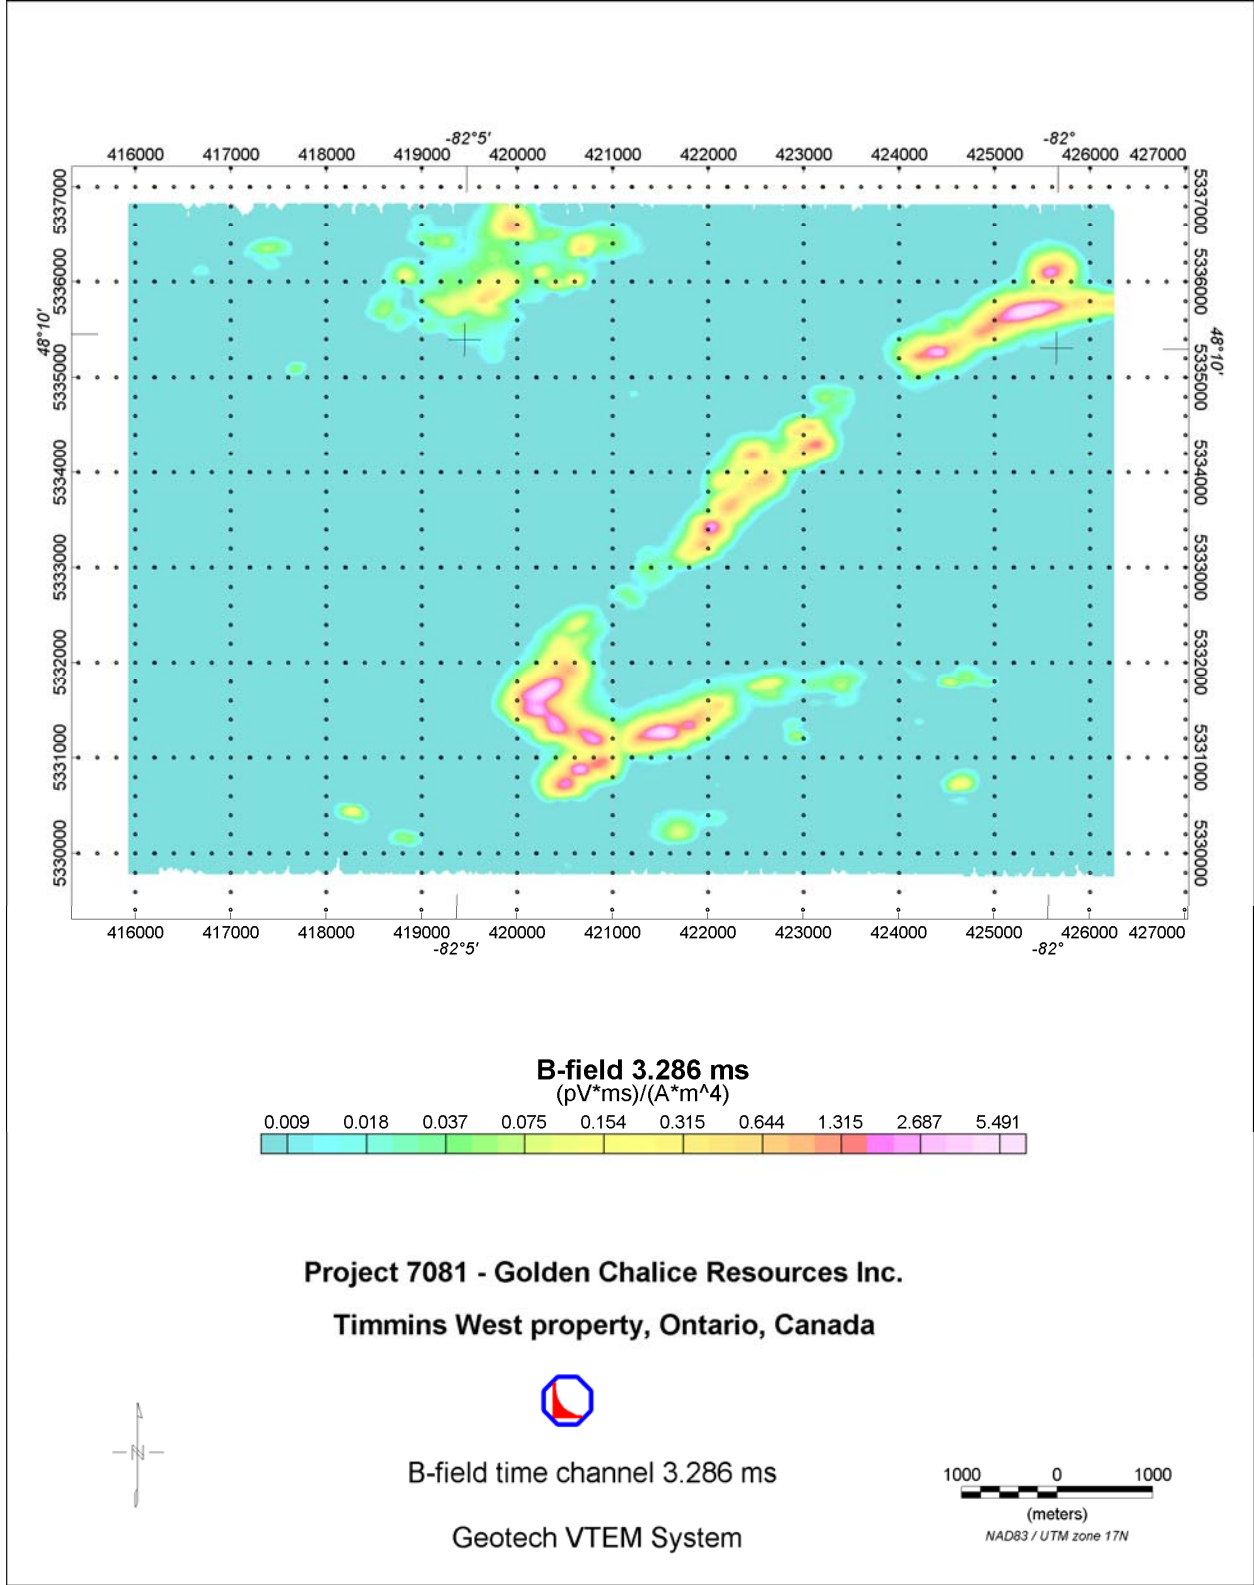 -82°5' -82°
416000 417000 418000 419000 420000 421000 422000 423000 424000 425000 426000 427000
5337000 5337000
5336000 5336000
48°10' 48°10'
5335000 5335000
5334000 5334000
5333000 5333000
5332000 5332000
5331000 5331000
5330000 5330000
416000 417000 418000 419000 420000 421000 422000 423000 424000 425000 426000 427000
-82°5' -82°
B-field 3.286 ms
(pV*ms)/(A*m^4)
0.009 0.018 0.037 0.075 0.154 0.315 0.644 1.315 2.687 5.491
Project 7081 - Golden Chalice Resources Inc.
Timmins West property, Ontario, Canada
N
B-field time channel 3.286 ms
Geotech VTEM System
1000 0 1000
(meters)
NAD83 / UTM zone 17N